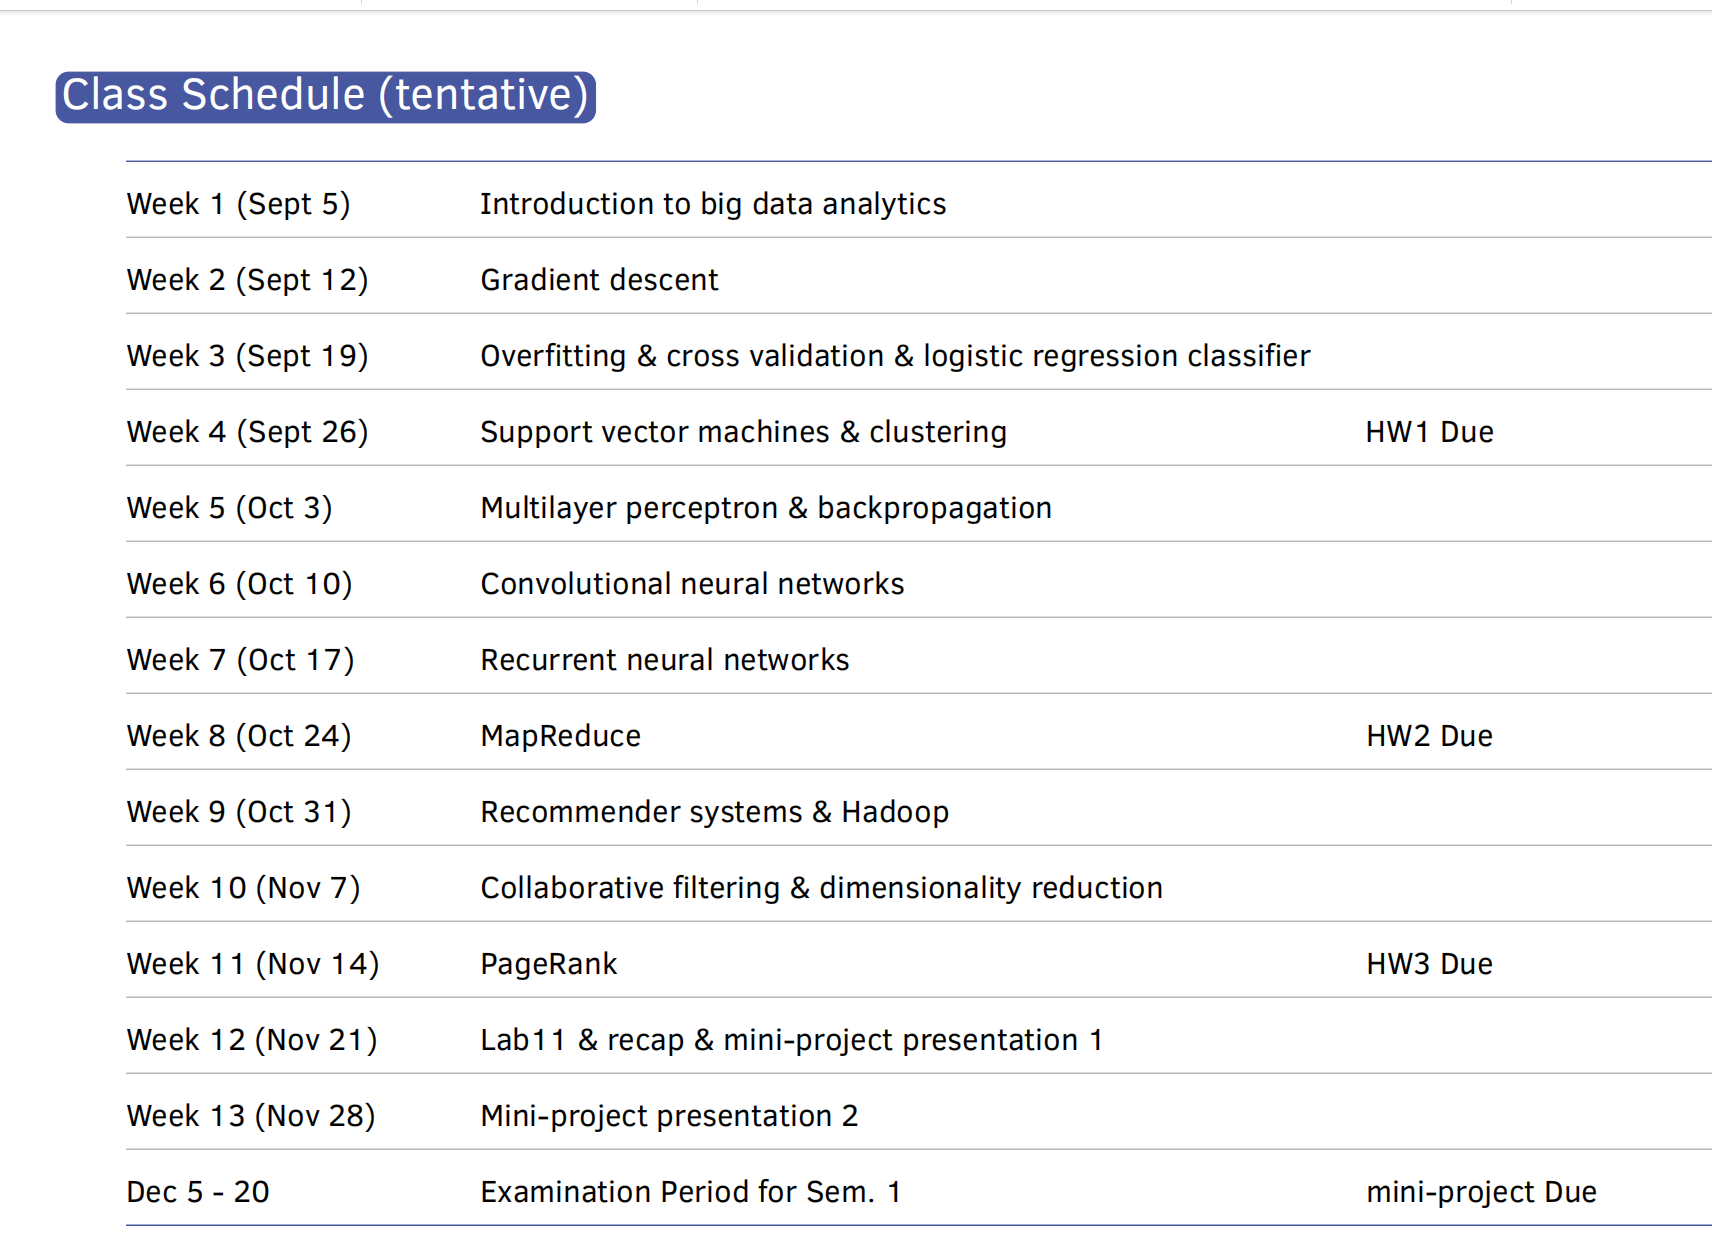 Class Schedule (tentative)
Week 1 (Sept 5) Introduction to big data analytics
Week 2 (Sept 12) Gradient descent
Week 3 (Sept 19) Overfitting & cross validation & logistic regression classifier
Week 4 (Sept 26) Support vector machines & clustering HW1 Due
Week 5 (Oct 3) Multilayer perceptron & backpropagation
Week 6 (Oct 10) Convolutional neural networks
Week 7 (Oct 17) Recurrent neural networks
Week 8 (Oct 24) MapReduce HW2 Due
Week 9 (Oct 31) Recommender systems & Hadoop
Week 10 (Nov 7) Collaborative filtering & dimensionality reduction
Week 11 (Nov 14) PageRank HW3 Due
Week 12 (Nov 21) Lab11 & recap & mini-project presentation 1
Week 13 (Nov 28) Mini-project presentation 2
Dec 5 - 20 Examination Period for Sem. 1 mini-project Due